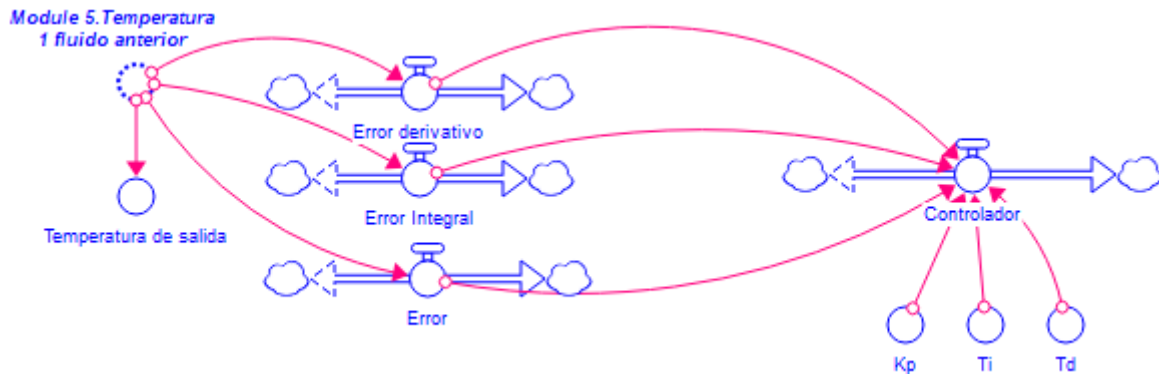 Module 5.Temperatura
1 fluido anterior
Error derivativo
Error Integral
Temperatura de salida
Controlador
Error
Kp
Ti
Td